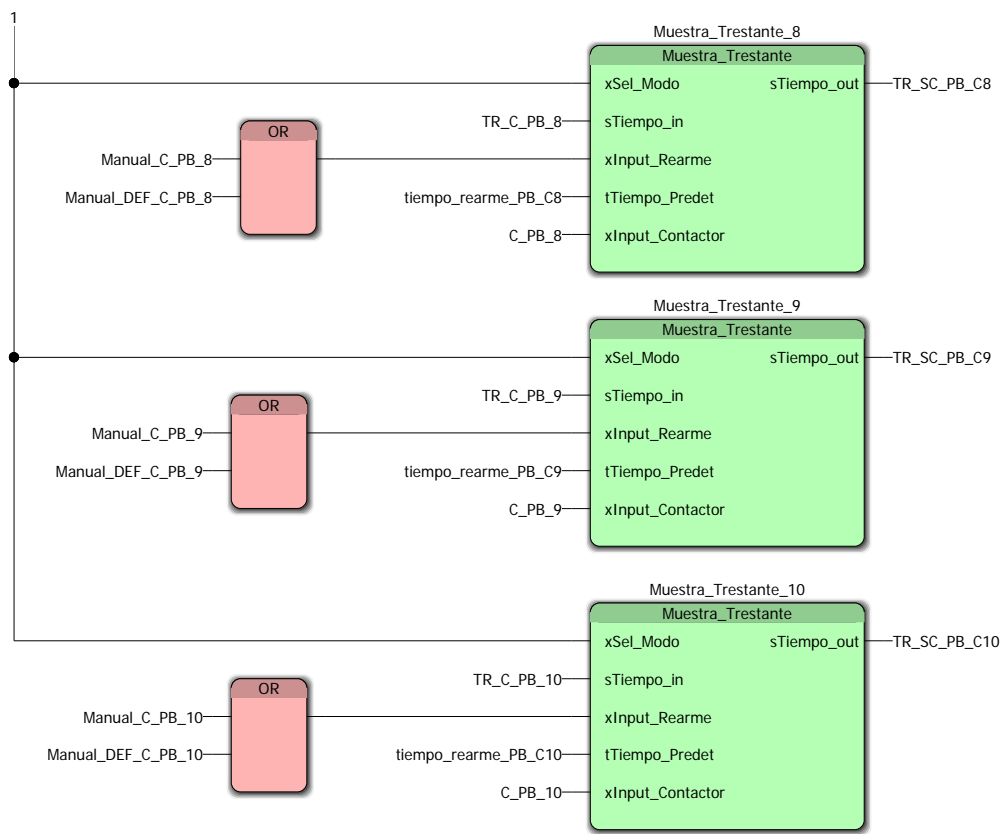 1
Muestra_Trestante_8
Muestra_Trestante
xSel_Modo sTiempo_out TR_SC_PB_C8
TR_C_PB_8 sTiempo_in
OR
Manual_C_PB_8 xInput_Rearme
Manual_DEF_C_PB_8 tiempo_rearme_PB_C8 tTiempo_Predet
C_PB_8 xInput_Contactor
Muestra_Trestante_9
Muestra_Trestante
xSel_Modo sTiempo_out TR_SC_PB_C9
TR_C_PB_9 sTiempo_in
OR
Manual_C_PB_9 xInput_Rearme
Manual_DEF_C_PB_9 tiempo_rearme_PB_C9 tTiempo_Predet
C_PB_9 xInput_Contactor
Muestra_Trestante_10
Muestra_Trestante
xSel_Modo sTiempo_out TR_SC_PB_C10
TR_C_PB_10 sTiempo_in
OR
Manual_C_PB_10 xInput_Rearme
Manual_DEF_C_PB_10 tiempo_rearme_PB_C10 tTiempo_Predet
C_PB_10 xInput_Contactor